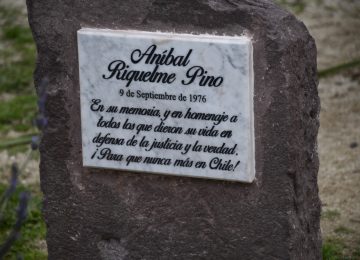 Aníbal
Riquelme Pino
9 de Septiembre de 1976
En su memoria, y en homenaje a
todos los que dieron su vida en
defensa de la justicia y la verdad.
¡Para que nunca más en Chile!